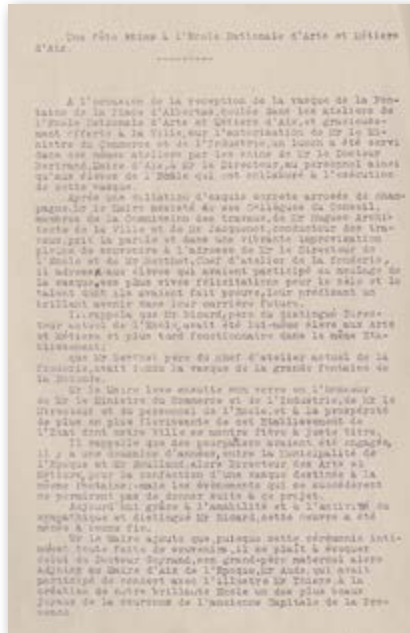 Une fête intime à l'Ecole Nationale d'Arts et Métiers
d'Aix.
A l'occasion de la réception de la vasque de la Fon-
taine de la Place d'Albertas, coulée dans les ateliers de
l'Ecole Nationale d'Arts et Métiers d'Aix, et gracieuse-
ment offerte à la Ville, sur l'autorisation de Mr le Mi-
nistre du Commerce et de l'Industrie, un lunch a été servi
dans ces mêmes ateliers par les soins de Mr le Docteur
Bertrand, Maire d'Aix, à Mr le Directeur, au personnel ainsi
qu'aux élèves de l'Ecole qui ont collaboré à l'exécution
de cette vasque.
Après une collation d'exquis arrosés de cham-
pagne, Mr le Maire assisté de ses Collègues du Conseil,
membres de la Commission des travaux, de Mr Hugues Archi-
tecte de la Ville et de Mr Jacquemet, conducteur des tra-
vaux, prit la parole et dans une vibrante improvisation
pleine de souvenirs à l'adresse de Mr le Directeur de
l'Ecole et de Mr Chef d'atelier de la fonderie,
il adressa aux élèves qui avaient participé au moulage de
la vasque, ses plus vives félicitations pour le zèle et le
talent dont ils avaient fait preuve, leur prédisant un
brillant avenir dans leur carrière future.
Il rappela que Mr Sicard, père du distingué Direc-
teur actuel de l'Ecole, avait été lui-même élève aux Arts
et Métiers et plus tard fonctionnaire dans le même Eta-
blissement;
que Mr père du chef d'atelier actuel de la
fonderie, avait fondu la vasque de la grande fontaine de
la Rotonde.
Mr le Maire leva ensuite son verre en l'honneur
de Mr le Ministre du Commerce et de l'Industrie, de Mr le
Directeur et du personnel de l'Ecole, et à la prospérité
de plus en plus florissante de cet Etablissement de
l'Etat dont notre Ville se montre fière à juste titre.
Il rappelle que des pourparlers avaient été engagés,
il y a une douzaine d'années, entre la Municipalité de
l'époque et Mr alors Directeur des Arts et
Métiers, pour la confection d'une vasque destinée à la
même fontaine; mais les événements qui se succédèrent
ne permirent pas de donner suite à ce projet.
Aujourd'hui grâce à l'amabilité et à l'activité du
sympathique et distingué Mr Sicard, cette oeuvre a été
menée à bonne fin.
Mr le Maire ajouta que, puisque cette cérémonie inti-
mement toute faite de souvenirs, il se plaît à évoquer
celui du Docteur son grand-père maternel alors
Adjoint au Maire d'Aix de l'époque, Mr Aude, qui avait
participé de concert avec l'illustre Mr Thiers à la
création de notre brillante Ecole un des plus beaux
joyaux de la couronne de l'ancienne Capitale de la Pro-
vence.